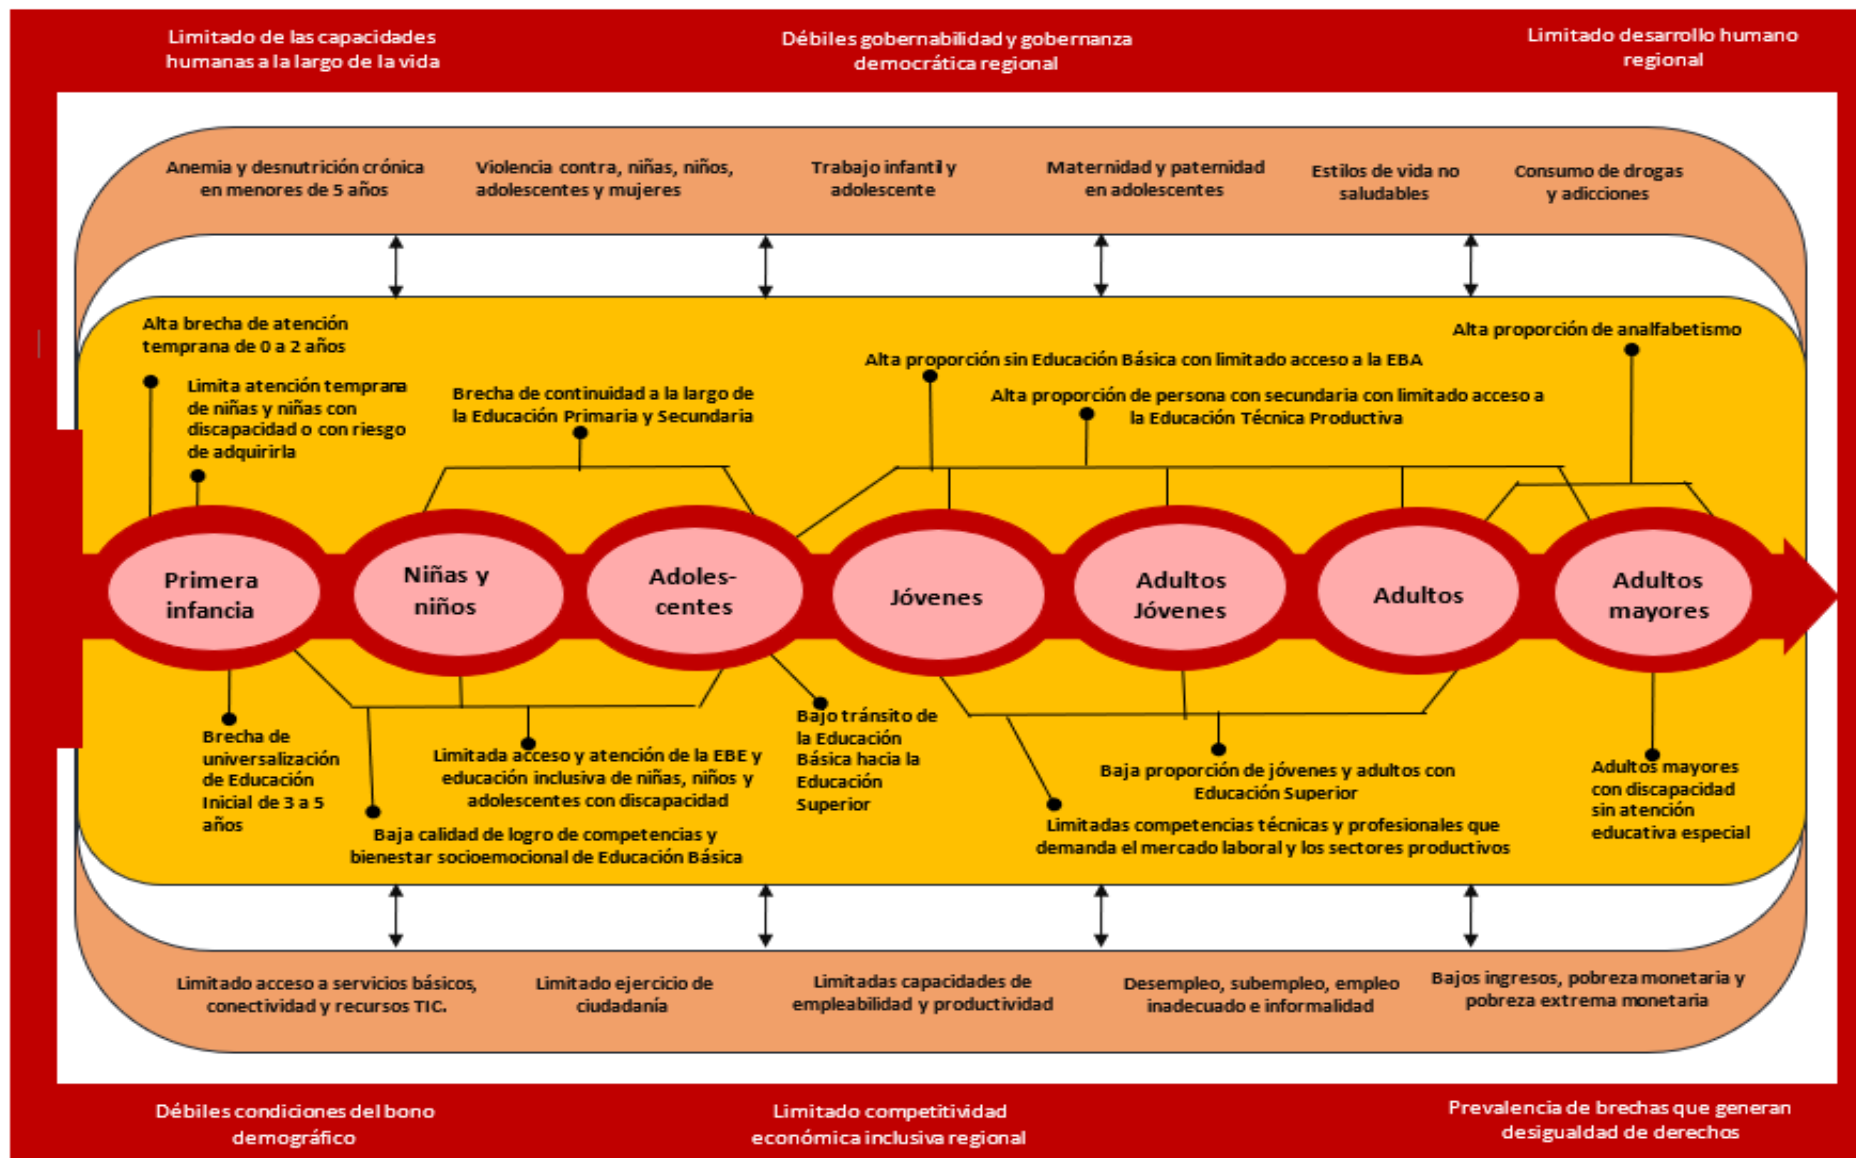 Limitado de las capacidades
humanas a la largo de la vida
Débiles gobernabilidad y gobernanza
democrática regional
Limitado desarrollo humano
regional
Anemia y desnutrición crónica
en menores de 5 años
Violencia contra, niñas, niños,
adolescentes y mujeres
Trabajo infantil y
adolescente
Maternidad y paternidad
en adolescentes
Estilos de vida no
saludables
Consumo de drogas
y adicciones
Alta brecha de atención
temprana de 0 a 2 años
Limita atención temprana
de niñas y niñas con
discapacidad o con riesgo
de adquirirla
Brecha de continuidad a la largo de
la Educación Primaria y Secundaria
Alta proporción sin Educación Básica con limitado acceso a la EBA
Alta proporción de persona con secundaria con limitado acceso a
la Educación Técnica Productiva
Alta proporción de analfabetismo
Primera
infancia
Niñas y
niños
Adoles-
centes
Jóvenes
Adultos
Jóvenes
Adultos
Adultos
mayores
Brecha de
universalización
de Educación
Inicial de 3 a 5
años
Limitada acceso y atención de la EBE y
educación inclusiva de niñas, niños y
adolescentes con discapacidad
Baja calidad de logro de competencias y
bienestar socioemocional de Educación Básica
Bajo tránsito de
la Educación
Básica hacia la
Educación
Superior
Baja proporción de jóvenes y adultos con
Educación Superior
Limitadas competencias técnicas y profesionales que
demanda el mercado laboral y los sectores productivos
Adultos mayores
con discapacidad
sin atención
educativa especial
Limitado acceso a servicios básicos,
conectividad y recursos TIC.
Limitado ejercicio de
ciudadanía
Limitadas capacidades de
empleabilidad y productividad
Desempleo, subempleo, empleo
inadecuado e informalidad
Bajos ingresos, pobreza monetaria y
pobreza extrema monetaria
Débiles condiciones del bono
demográfico
Limitado competitividad
económica inclusiva regional
Prevalencia de brechas que generan
desigualdad de derechos